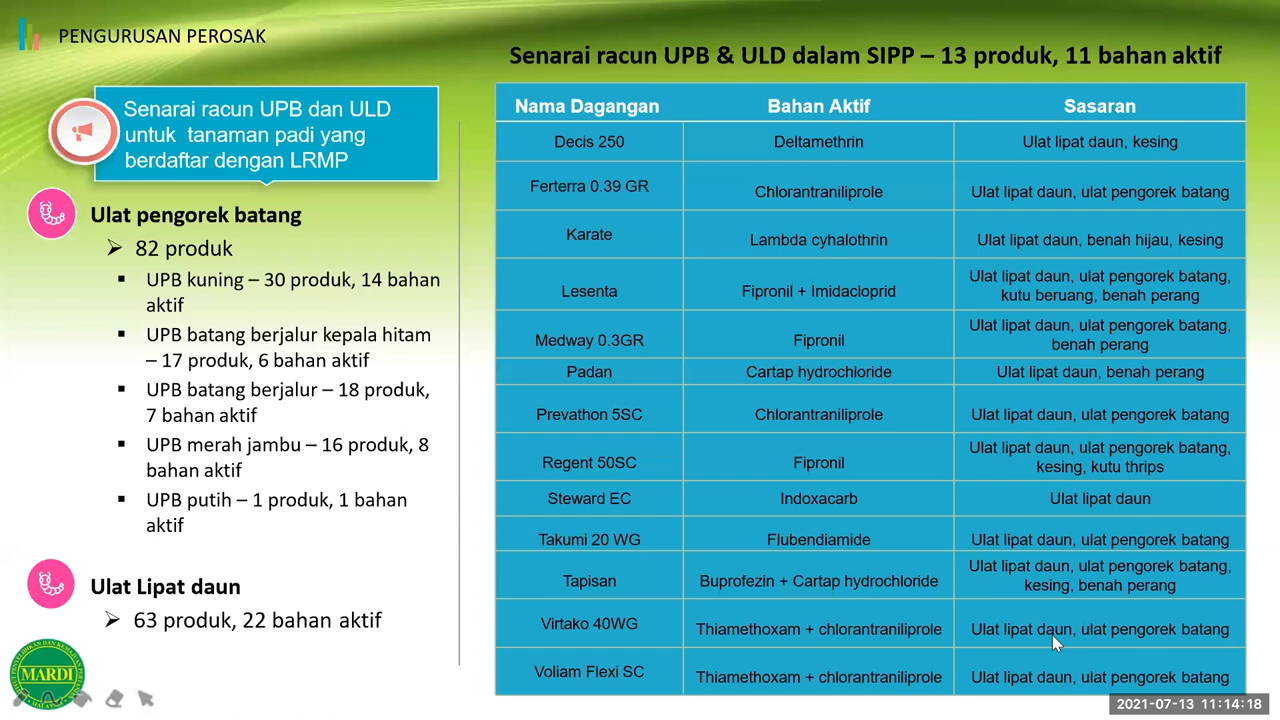 PENGURUSAN PEROSAK
Senarai racun UPB dan ULD
untuk tanaman padi yang
berdaftar dengan LRMP
Ulat pengorek batang
➢ 82 produk
▪ UPB kuning – 30 produk, 14 bahan
aktif
▪ UPB batang berjalur kepala hitam
– 17 produk, 6 bahan aktif
▪ UPB batang berjalur – 18 produk,
7 bahan aktif
▪ UPB merah jambu – 16 produk, 8
bahan aktif
▪ UPB putih – 1 produk, 1 bahan
aktif
Ulat Lipat daun
➢ 63 produk, 22 bahan aktif
MARDI
Senarai racun UPB & ULD dalam SIPP – 13 produk, 11 bahan aktif
Nama Dagangan Bahan Aktif Sasaran
Decis 250 Deltamethrin Ulat lipat daun, kesing
Ferterra 0.39 GR Chlorantraniliprole Ulat lipat daun, ulat pengorek batang
Karate Lambda cyhalothrin Ulat lipat daun, benah hijau, kesing
Lesenta Fipronil + Imidacloprid Ulat lipat daun, ulat pengorek batang,
kutu beruang, benah perang
Medway 0.3GR Fipronil Ulat lipat daun, ulat pengorek batang,
benah perang
Padan Cartap hydrochloride Ulat lipat daun, benah perang
Prevathon 5SC Chlorantraniliprole Ulat lipat daun, ulat pengorek batang
Regent 50SC Fipronil Ulat lipat daun, ulat pengorek batang,
kesing, kutu thrips
Steward EC Indoxacarb Ulat lipat daun
Takumi 20 WG Flubendiamide Ulat lipat daun, ulat pengorek batang
Tapisan Buprofezin + Cartap hydrochloride Ulat lipat daun, ulat pengorek batang,
kesing, benah perang
Virtako 40WG Thiamethoxam + chlorantraniliprole Ulat lipat daun, ulat pengorek batang
Voliam Flexi SC Thiamethoxam + chlorantraniliprole Ulat lipat daun, ulat pengorek batang
2021-07-13 11:14:18